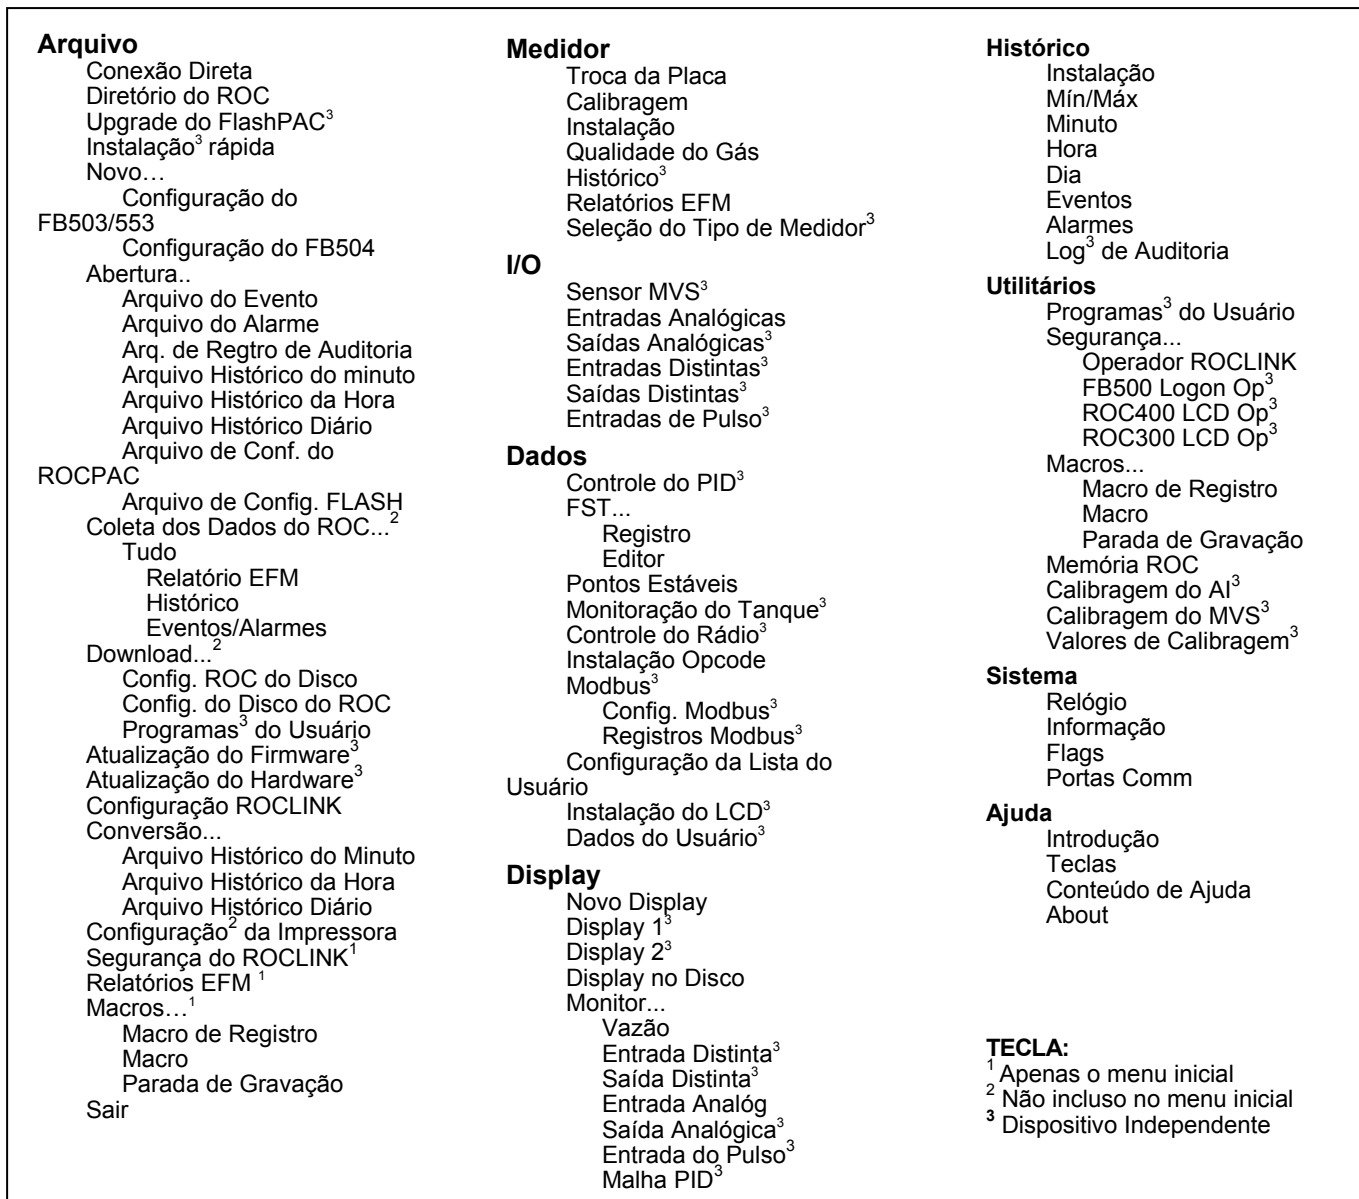 Arquivo
Conexão Direta
Diretório do ROC
Upgrade do FlashPAC³
Instalação³ rápida
Novo…
Configuração do
FB503/553
Configuração do FB504
Abertura..
Arquivo do Evento
Arquivo do Alarme
Arq. de Regtro de Auditoria
Arquivo Histórico do minuto
Arquivo Histórico da Hora
Arquivo Histórico Diário
Arquivo de Conf. do
ROCPAC
Arquivo de Config. FLASH
Coleta dos Dados do ROC...²
Tudo
Relatório EFM
Histórico
Eventos/Alarmes
Download...²
Config. ROC do Disco
Config. do Disco do ROC
Programas³ do Usuário
Atualização do Firmware³
Atualização do Hardware³
Configuração ROCLINK
Conversão...
Arquivo Histórico do Minuto
Arquivo Histórico da Hora
Arquivo Histórico Diário
Configuração² da Impressora
Segurança do ROCLINK¹
Relatórios EFM ¹
Macros…¹
Macro de Registro
Macro
Parada de Gravação
Sair
Medidor
Troca da Placa
Calibragem
Instalação
Qualidade do Gás
Histórico³
Relatórios EFM
Seleção do Tipo de Medidor³
I/O
Sensor MVS³
Entradas Analógicas
Saídas Analógicas³
Entradas Distintas³
Saídas Distintas³
Entradas de Pulso³
Dados
Controle do PID³
FST...
Registro
Editor
Pontos Estáveis
Monitoração do Tanque³
Controle do Rádio³
Instalação Opcode
Modbus³
Config. Modbus³
Registros Modbus³
Configuração da Lista do
Usuário
Instalação do LCD³
Dados do Usuário³
Display
Novo Display
Display 1³
Display 2³
Display no Disco
Monitor...
Vazão
Entrada Distinta³
Saída Distinta³
Entrada Analóg
Saída Analógica³
Entrada do Pulso³
Malha PID³
Histórico
Instalação
Mín/Máx
Minuto
Hora
Dia
Eventos
Alarmes
Log³ de Auditoria
Utilitários
Programas³ do Usuário
Segurança...
Operador ROCLINK
FB500 Logon Op³
ROC400 LCD Op³
ROC300 LCD Op³
Macros...
Macro de Registro
Macro
Parada de Gravação
Memória ROC
Calibragem do AI³
Calibragem do MVS³
Valores de Calibragem³
Sistema
Relógio
Informação
Flags
Portas Comm
Ajuda
Introdução
Teclas
Conteúdo de Ajuda
About
TECLA:
¹ Apenas o menu inicial
² Não incluso no menu inicial
³ Dispositivo Independente